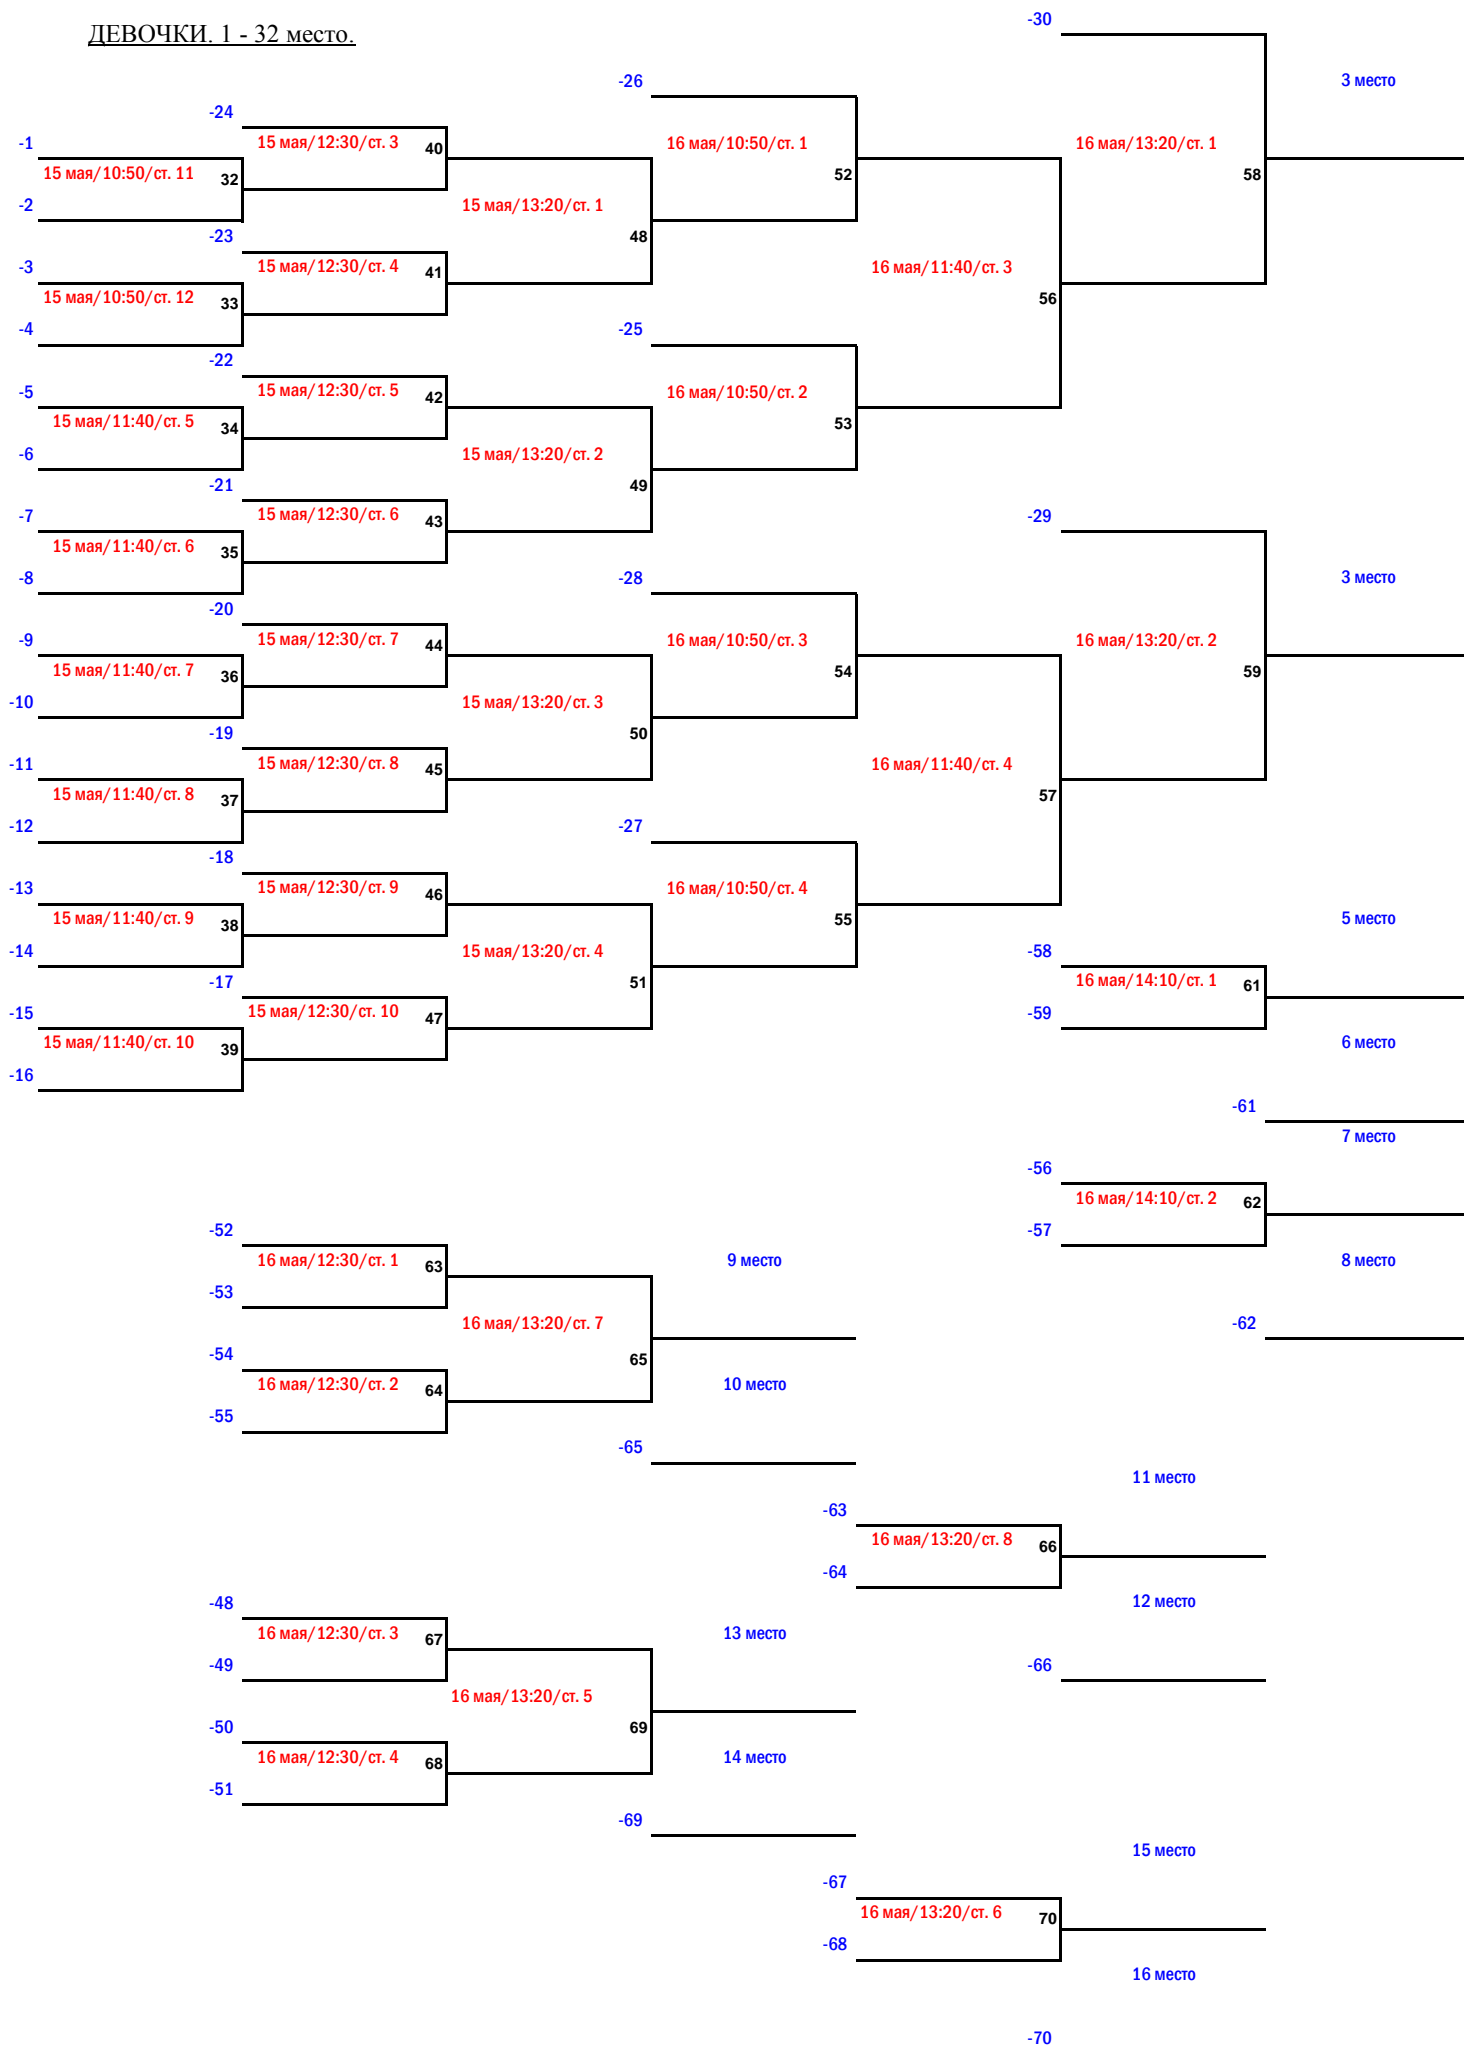 ДЕВОЧКИ. 1 - 32 место.
-30
3 место
-26
-24
15 мая/12:30/ст. 3 40
16 мая/10:50/ст. 1
16 мая/13:20/ст. 1
-1
15 мая/10:50/ст. 11 32
52
58
-2
15 мая/13:20/ст. 1
-23
48
-3
15 мая/12:30/ст. 4 41
16 мая/11:40/ст. 3
15 мая/10:50/ст. 12 33
56
-4
-25
-22
15 мая/12:30/ст. 5 42
16 мая/10:50/ст. 2
-5
15 мая/11:40/ст. 5 34
53
-6
15 мая/13:20/ст. 2
-21
49
-7
15 мая/12:30/ст. 6 43
-29
15 мая/11:40/ст. 6 35
-8
-28
3 место
-20
15 мая/12:30/ст. 7 44
16 мая/10:50/ст. 3
16 мая/13:20/ст. 2
-9
15 мая/11:40/ст. 7 36
54
59
-10
15 мая/13:20/ст. 3
-19
50
-11
15 мая/12:30/ст. 8 45
16 мая/11:40/ст. 4
15 мая/11:40/ст. 8 37
57
-12
-27
-18
15 мая/12:30/ст. 9 46
16 мая/10:50/ст. 4
-13
15 мая/11:40/ст. 9 38
55
5 место
-14
15 мая/13:20/ст. 4
-58
-17
51
16 мая/14:10/ст. 1 61
-15
15 мая/12:30/ст. 10 47
-59
15 мая/11:40/ст. 10 39
6 место
-16
-61
7 место
-56
16 мая/14:10/ст. 2 62
-52
-57
16 мая/12:30/ст. 1 63
9 место
8 место
-53
16 мая/13:20/ст. 7
-62
-54
65
16 мая/12:30/ст. 2 64
10 место
-55
-65
11 место
-63
16 мая/13:20/ст. 8 66
-64
-48
12 место
16 мая/12:30/ст. 3 67
13 место
-49
-66
16 мая/13:20/ст. 5
-50
69
16 мая/12:30/ст. 4 68
14 место
-51
-69
15 место
-67
16 мая/13:20/ст. 6 70
-68
16 место
-70